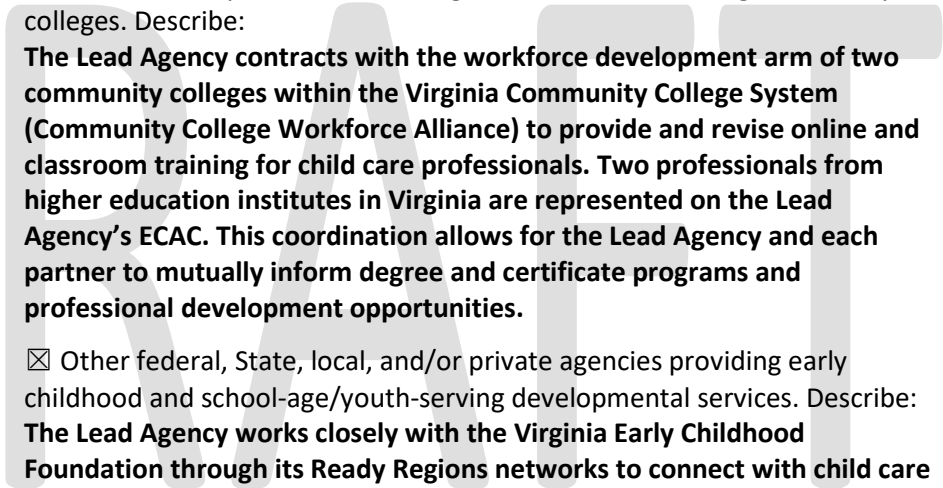 colleges. Describe:
The Lead Agency contracts with the workforce development arm of two
community colleges within the Virginia Community College System
(Community College Workforce Alliance) to provide and revise online and
classroom training for child care professionals. Two professionals from
higher education institutes in Virginia are represented on the Lead
Agency’s ECAC. This coordination allows for the Lead Agency and each
partner to mutually inform degree and certificate programs and
professional development opportunities.
☒ Other federal, State, local, and/or private agencies providing early
childhood and school-age/youth-serving developmental services. Describe:
The Lead Agency works closely with the Virginia Early Childhood
Foundation through its Ready Regions networks to connect with child care
RAFT